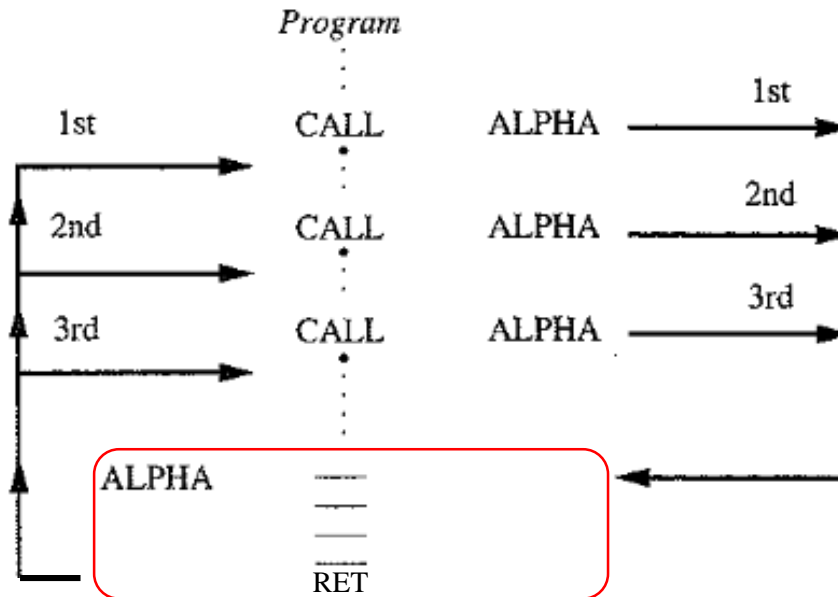 Program
1st CALL ALPHA 1st
2nd CALL ALPHA 2nd
3rd CALL ALPHA 3rd
ALPHA
RET